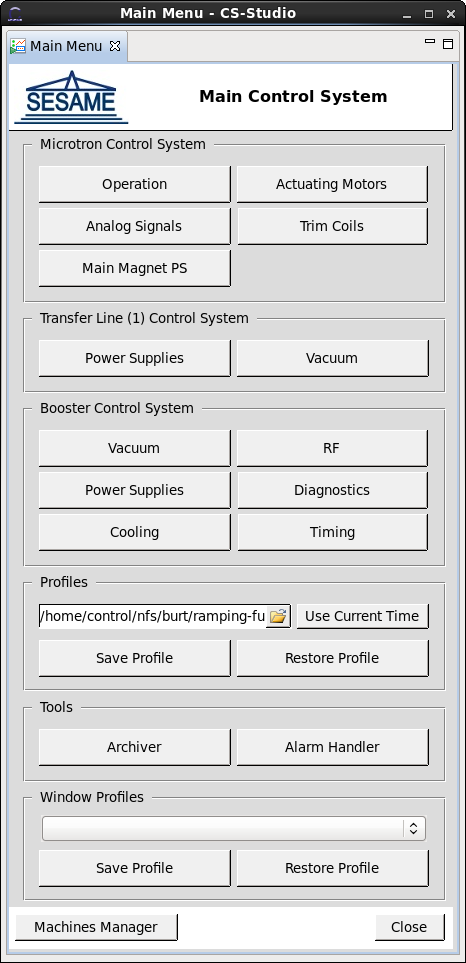 Main Menu - CS-Studio
Main Menu
SESAME
Main Control System
Microtron Control System
Operation
Actuating Motors
Analog Signals
Trim Coils
Main Magnet PS
Transfer Line (1) Control System
Power Supplies
Vacuum
Booster Control System
Vacuum
RF
Power Supplies
Diagnostics
Cooling
Timing
Profiles
/home/control/nfs/burt/ramping-fu
Use Current Time
Save Profile
Restore Profile
Tools
Archiver
Alarm Handler
Window Profiles
Save Profile
Restore Profile
Machines Manager
Close